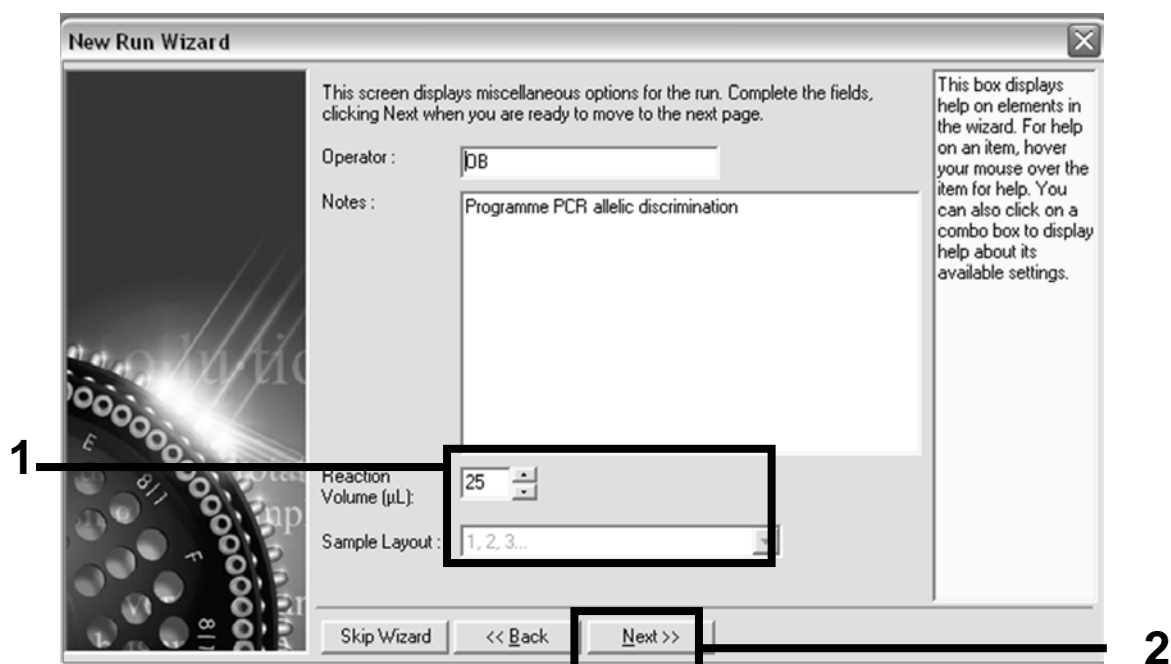 New Run Wizard
This screen displays miscellaneous options for the run. Complete the fields,
clicking Next when you are ready to move to the next page.
Operator :
DB
Notes :
Programme PCR allelic discrimination
1
Reaction
Volume (µL):
25
Sample Layout :
1, 2, 3...
Skip Wizard
<< Back
Next >>
2
This box displays
help on elements in
the wizard. For help
on an item, hover
your mouse over the
item for help. You
can also click on a
combo box to display
help about its
available settings.
E
8/1
F
8/1